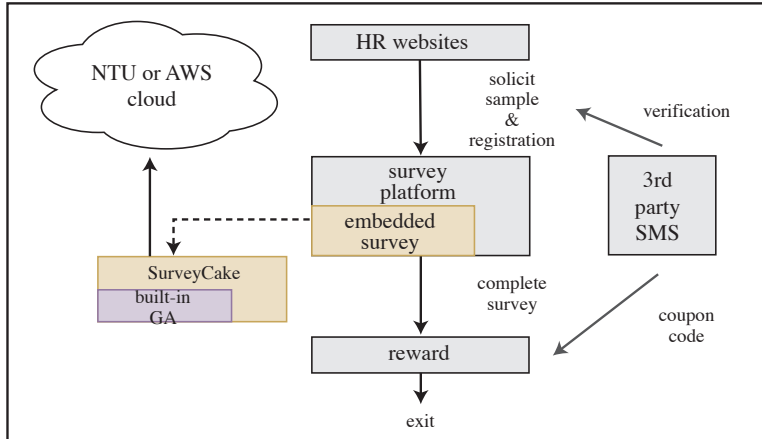 HR websites
NTU or AWS
cloud
solicit
sample
&
registration
verification
survey
platform
embedded
survey
3rd
party
SMS
SurveyCake
built-in
GA
complete
survey
coupon
code
reward
exit